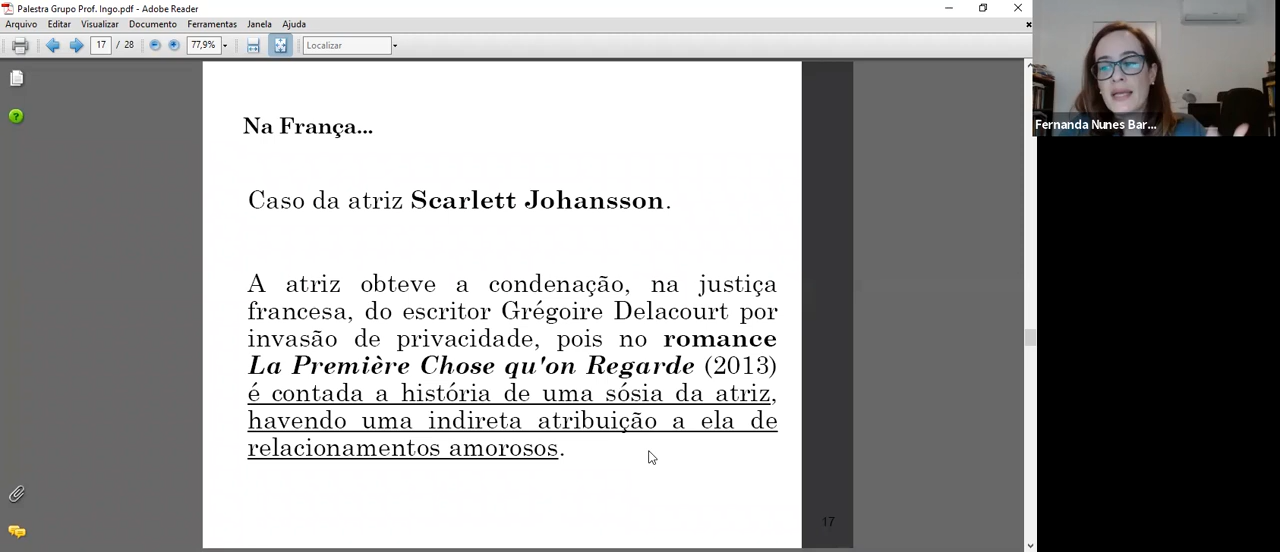 Palestra Grupo Prof. Ingo.pdf - Adobe Reader
Arquivo Editar Visualizar Documento Ferramentas Janela Ajuda
17 / 28 77,9% Localizar
Na França...
Caso da atriz Scarlett Johansson.
A atriz obteve a condenação, na justiça
francesa, do escritor Grégoire Delacourt por
invasão de privacidade, pois no romance
La Première Chose qu'on Regarde (2013)
é contada a história de uma sósia da atriz,
havendo uma indireta atribuição a ela de
relacionamentos amorosos.
17
Fernanda Nunes Bar...